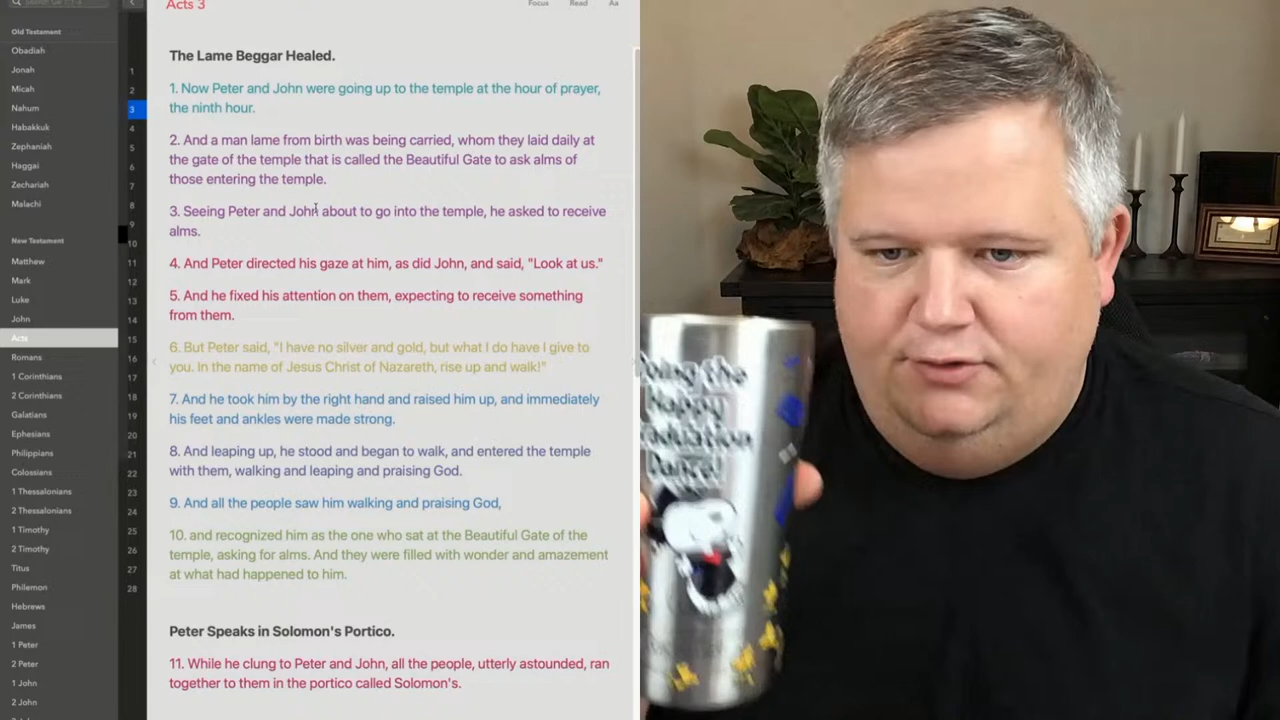 Search Ge 1:1-3
Acts 3
Focus
Read
Aa
Old Testament
Obadiah
Jonah
Micah
Nahum
Habakkuk
Zephaniah
Haggai
Zechariah
Malachi
New Testament
Matthew
Mark
Luke
John
Acts
Romans
1 Corinthians
2 Corinthians
Galatians
Ephesians
Philippians
Colossians
1 Thessalonians
2 Thessalonians
1 Timothy
2 Timothy
Titus
Philemon
Hebrews
James
1 Peter
2 Peter
1 John
2 John
1
2
3
4
5
6
7
8
9
10
11
12
13
14
15
16
17
18
19
20
21
22
23
24
25
26
27
28
The Lame Beggar Healed.
1. Now Peter and John were going up to the temple at the hour of prayer,
the ninth hour.
2. And a man lame from birth was being carried, whom they laid daily at
the gate of the temple that is called the Beautiful Gate to ask alms of
those entering the temple.
3. Seeing Peter and John about to go into the temple, he asked to receive
alms.
4. And Peter directed his gaze at him, as did John, and said, "Look at us."
5. And he fixed his attention on them, expecting to receive something
from them.
6. But Peter said, "I have no silver and gold, but what I do have I give to
you. In the name of Jesus Christ of Nazareth, rise up and walk!"
7. And he took him by the right hand and raised him up, and immediately
his feet and ankles were made strong.
8. And leaping up, he stood and began to walk, and entered the temple
with them, walking and leaping and praising God.
9. And all the people saw him walking and praising God,
10. and recognized him as the one who sat at the Beautiful Gate of the
temple, asking for alms. And they were filled with wonder and amazement
at what had happened to him.
Peter Speaks in Solomon's Portico.
11. While he clung to Peter and John, all the people, utterly astounded, ran
together to them in the portico called Solomon's.
the
Happy
Dance!